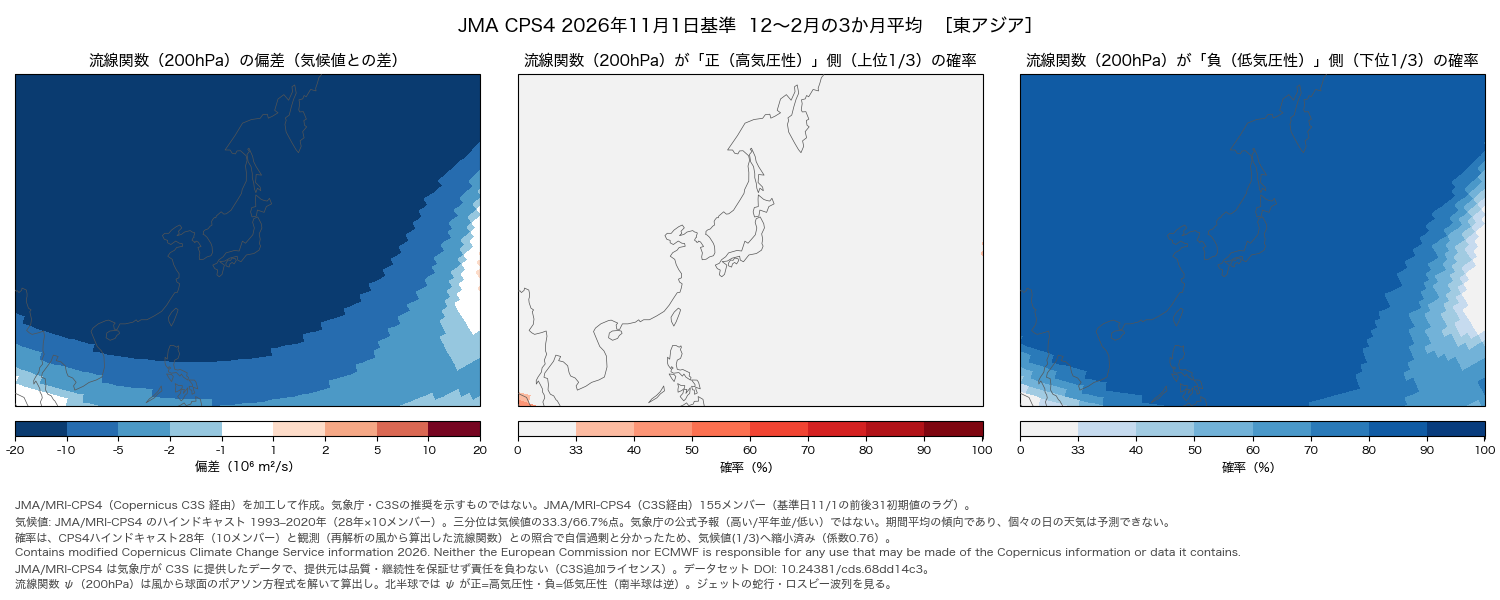 JMA CPS4 2026年11月1日基準  12～2月の3か月平均  ［東アジア］
流線関数（200hPa）の偏差（気候値との差）
流線関数（200hPa）が「正（高気圧性）」側（上位1/3）の確率
流線関数（200hPa）が「負（低気圧性）」側（下位1/3）の確率
-20 -10 -5 -2 -1 1 2 5 10 20
偏差（10⁶ m²/s）
0 33 40 50 60 70 80 90 100
確率（%）
0 33 40 50 60 70 80 90 100
確率（%）
JMA/MRI-CPS4（Copernicus C3S 経由）を加工して作成。気象庁・C3Sの推奨を示すものではない。JMA/MRI-CPS4（C3S経由）155メンバー（基準日11/1の前後31初期値のラグ）。
気候値: JMA/MRI-CPS4 のハインドキャスト 1993–2020年（28年×10メンバー）。三分位は気候値の33.3/66.7%点。気象庁の公式予報（高い/平年並/低い）ではない。期間平均の傾向であり、個々の日の天気は予測できない。
確率は、CPS4ハインドキャスト28年（10メンバー）と観測（再解析の風から算出した流線関数）との照合で自信過剰と分かったため、気候値(1/3)へ縮小済み（係数0.76）。
Contains modified Copernicus Climate Change Service information 2026. Neither the European Commission nor ECMWF is responsible for any use that may be made of the Copernicus information or data it contains.
JMA/MRI-CPS4 は気象庁が C3S に提供したデータで、提供元は品質・継続性を保証せず責任を負わない（C3S追加ライセンス）。データセット DOI: 10.24381/cds.68dd14c3。
流線関数 ψ（200hPa）は風から球面のポアソン方程式を解いて算出し。北半球では ψ が正=高気圧性・負=低気圧性（南半球は逆）。ジェットの蛇行・ロスビー波列を見る。